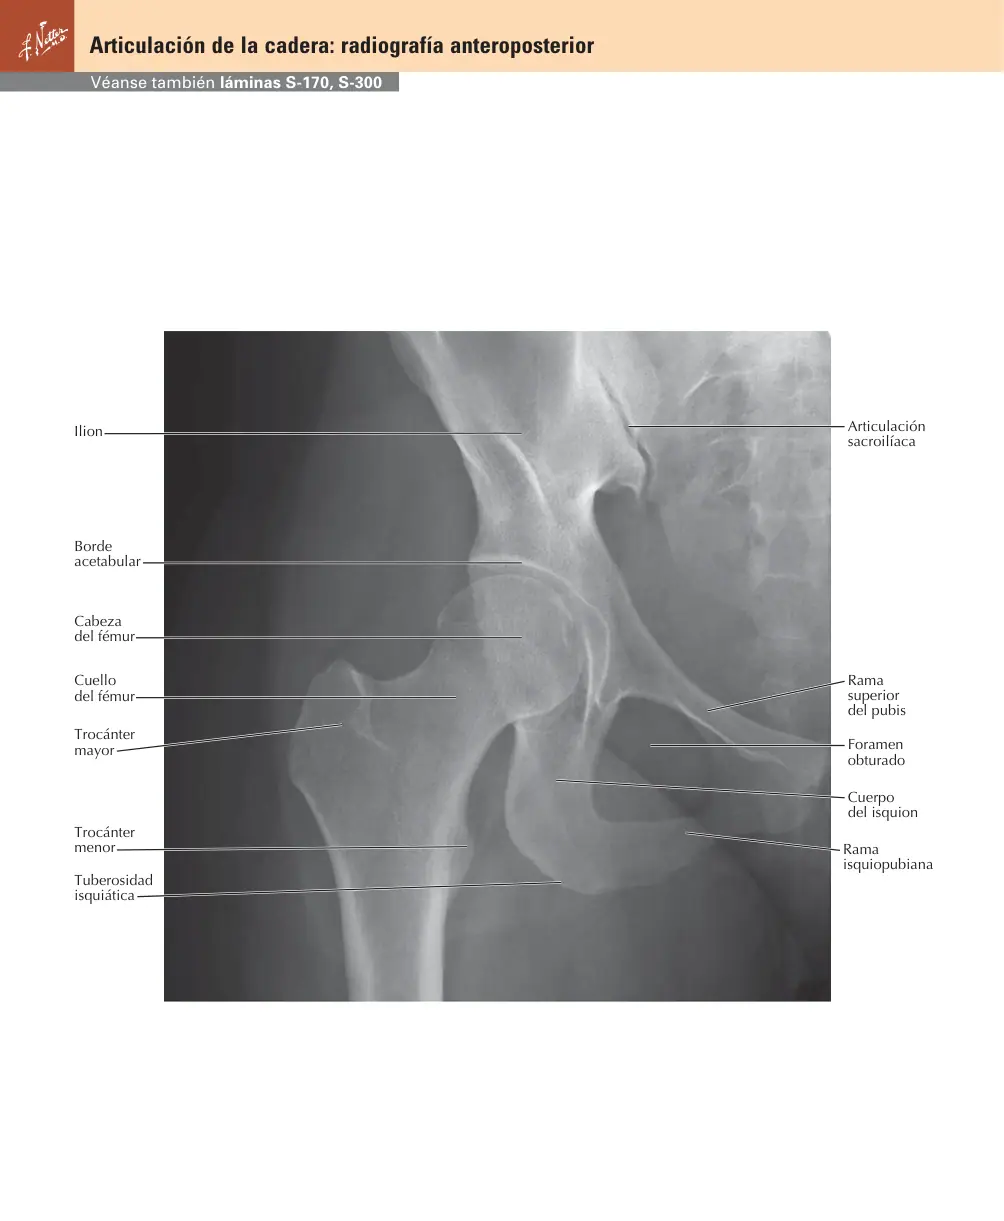 F. Netter M.D.
Articulación de la cadera: radiografía anteroposterior
Véanse también láminas S-170, S-300
Ilion
Borde
acetabular
Cabeza
del fémur
Cuello
del fémur
Trocánter
mayor
Trocánter
menor
Tuberosidad
isquiática
Articulación
sacroilíaca
Rama
superior
del pubis
Foramen
obturado
Cuerpo
del isquion
Rama
isquiopubiana